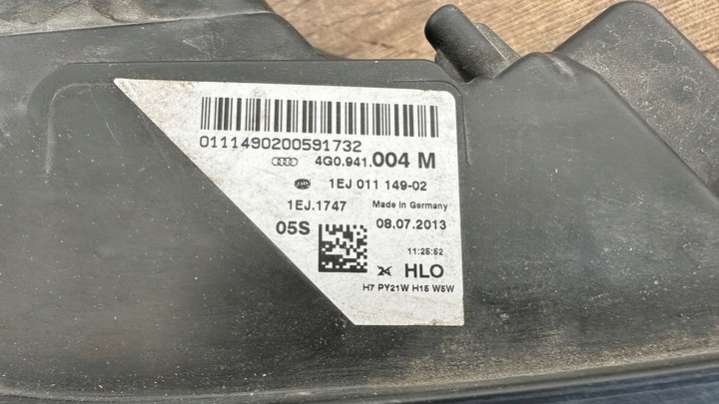 0111490200591732
4G0.941.004 M
1EJ 011 149-02
1EJ.1747 Made in Germany
05S 08.07.2013
11:25:52
HLO
H7 PY21W H15 W5W